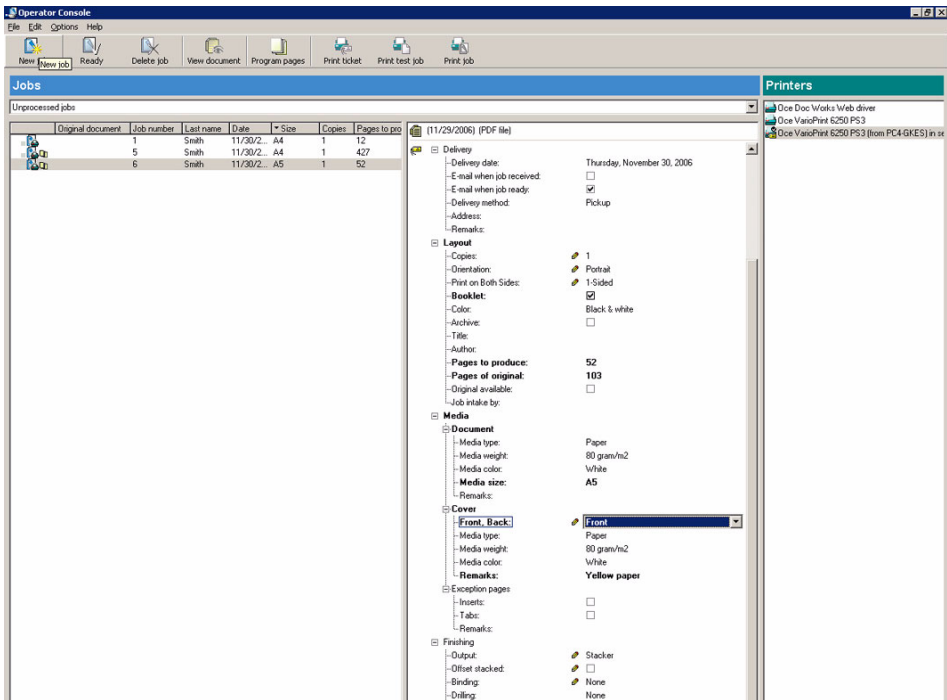 Operator Console
File Edit Options Help
New Ready Delete job View document Program pages Print ticket Print test job Print job
New job
Jobs Printers
Unprocessed jobs
Original document Job number Last name Date Size Copies Pages to pro
1 Smith 11/30/2... A4 1 12
5 Smith 11/30/2... A4 1 427
6 Smith 11/30/2... A5 1 52
(11/29/2006) (PDF file)
Delivery
Delivery date: Thursday, November 30, 2006
E-mail when job received:
E-mail when job ready:
Delivery method: Pickup
Address:
Remarks:
Layout
Copies: 1
Orientation: Portrait
Print on Both Sides: 1-Sided
Booklet:
Color: Black & white
Archive:
Title:
Author:
Pages to produce: 52
Pages of original: 103
Original available:
Job intake by:
Media
Document
Media type: Paper
Media weight: 80 gram/m2
Media color: White
Media size: A5
Remarks:
Cover
Front, Back: Front
Media type: Paper
Media weight: 80 gram/m2
Media color: White
Remarks: Yellow paper
Exception pages
Inserts:
Tabs:
Remarks:
Finishing
Output: Stacker
Offset stacked:
Binding: None
Drilling: None
Oce Doc Works Web driver
Oce VarioPrint 6250 PS3
Oce VarioPrint 6250 PS3 (from PC4-GKES) in se